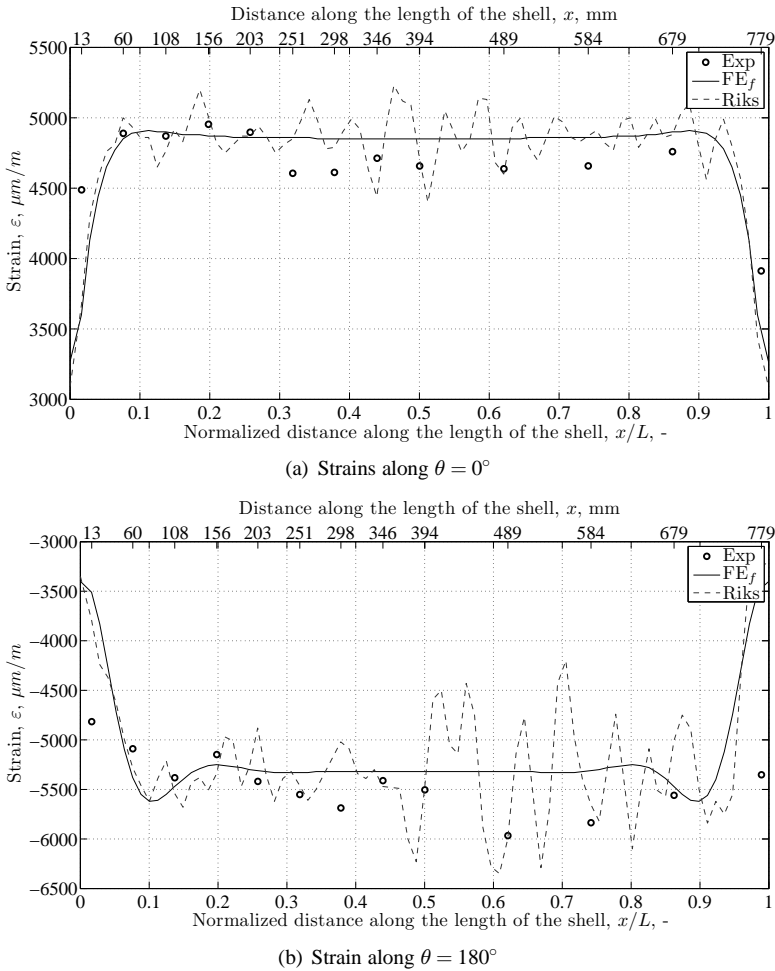 Distance along the length of the shell, x, mm
13 60 108 156 203 251 298 346 394 489 584 679 779
5500
5000
4500
4000
3500
3000
Strain, ε, μm/m
Exp
FE_f
Riks
0 0.1 0.2 0.3 0.4 0.5 0.6 0.7 0.8 0.9 1
Normalized distance along the length of the shell, x/L, -
(a) Strains along θ = 0°
Distance along the length of the shell, x, mm
13 60 108 156 203 251 298 346 394 489 584 679 779
−3000
−3500
−4000
−4500
−5000
−5500
−6000
−6500
Strain, ε, μm/m
Exp
FE_f
Riks
0 0.1 0.2 0.3 0.4 0.5 0.6 0.7 0.8 0.9 1
Normalized distance along the length of the shell, x/L, -
(b) Strain along θ = 180°